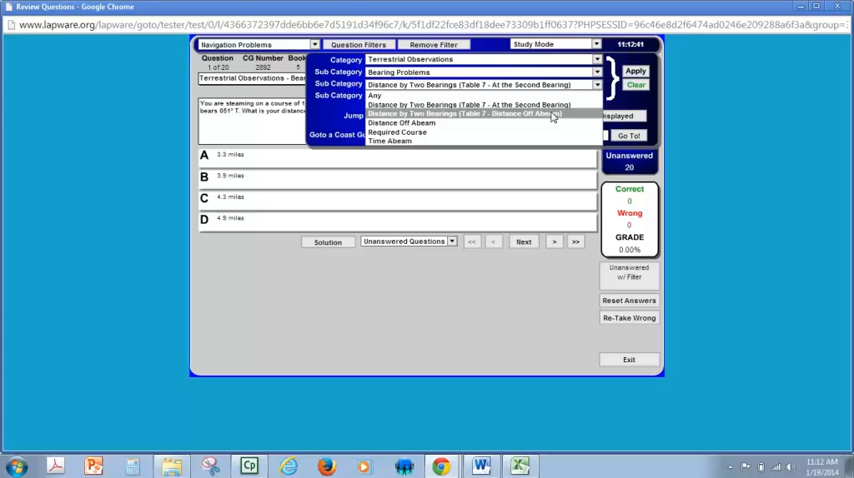 Review Questions - Google Chrome
www.lapware.com/goto/tester/test/0/l/4366372937dde6bb6e7d5191d34f96c7/k/5f1df22fce83df18dee73309b1ff0637?PHPSESSID=96c46e8d2f6474ad0246e209288a6f3a&group=
Navigation Problems
Question Filters
Remove Filter
Study Mode
11:12:41
Question
CG Number
Book
1 of 20
2892
Category
Terrestrial Observations
Sub Category
Bearing Problems
Sub Category
Distance by Two Bearings (Table 7 - At the Second Bearing)
Sub Category
Any
Distance by Two Bearings (Table 7 - At the Second Bearing)
Distance by Two Bearings (Table 7 - Distance Off Abeam)
Distance Off Abeam
Required Course
Time Abeam
Apply
Clear
Terrestrial Observations - Bear
You are steaming on a course of 1
bears 051° T. What is your distanc
Jump
isplayed
Goto a Coast Gu
Go To!
A 3.3 miles
B 3.9 miles
C 4.3 miles
D 4.9 miles
Unanswered
20
Correct
0
Wrong
0
GRADE
0.00%
Solution
Unanswered Questions
<<
<
Next
>
>>
Unanswered
w/ Filter
Reset Answers
Re-Take Wrong
Exit
11:12 AM
1/19/2014